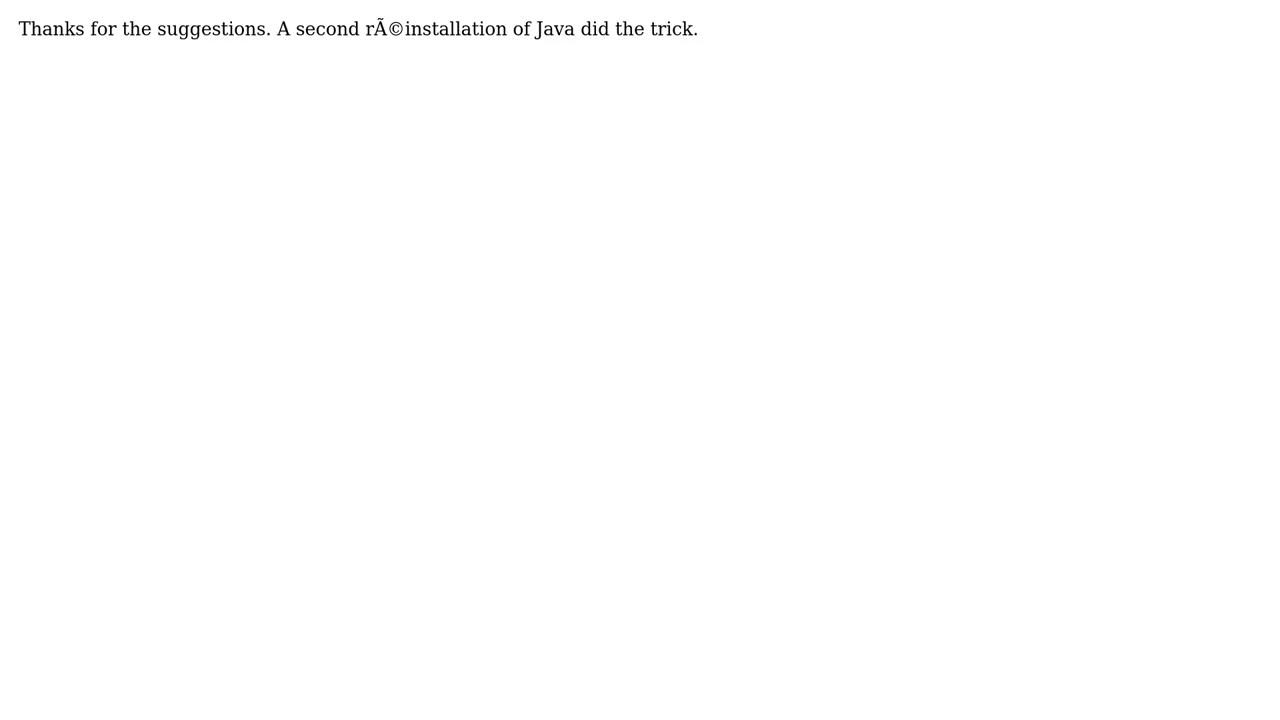 Thanks for the suggestions. A second rÃ©installation of Java did the trick.